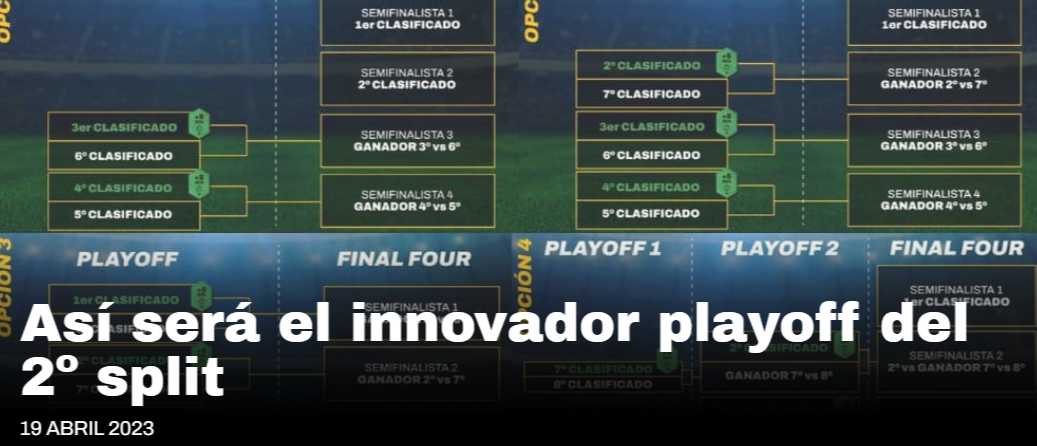 OPC
SEMIFINALISTA 1
1er CLASIFICADO
SEMIFINALISTA 2
2º CLASIFICADO
3er CLASIFICADO
6º CLASIFICADO
SEMIFINALISTA 3
GANADOR 3º vs 6º
4º CLASIFICADO
5º CLASIFICADO
SEMIFINALISTA 4
GANADOR 4º vs 5º
OPC
SEMIFINALISTA 1
1er CLASIFICADO
2º CLASIFICADO
7º CLASIFICADO
SEMIFINALISTA 2
GANADOR 2º vs 7º
3er CLASIFICADO
6º CLASIFICADO
SEMIFINALISTA 3
GANADOR 3º vs 6º
4º CLASIFICADO
5º CLASIFICADO
SEMIFINALISTA 4
GANADOR 4º vs 5º
OPCIÓN 3
PLAYOFF
FINAL FOUR
1er CLASIFICADO
SEMIFINALISTA 1
SEMIFINALISTA 2
GANADOR 2º vs 7º
PCIÓN 4
PLAYOFF 1
PLAYOFF 2
FINAL FOUR
SEMIFINALISTA 1
1er CLASIFICADO
7º CLASIFICADO
8º CLASIFICADO
GANADOR 7º vs 8º
SEMIFINALISTA 2
2º vs GANADOR 7º vs 8º
Así será el innovador playoff del
2º split
19 ABRIL 2023